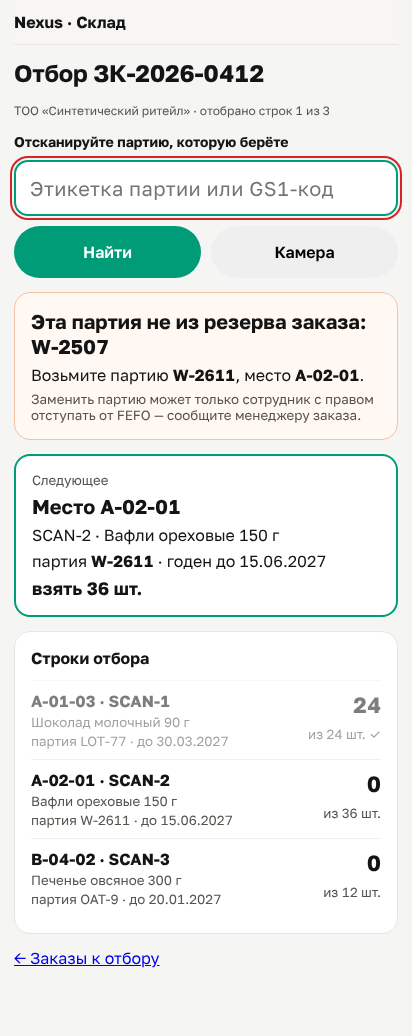 Nexus · Склад
Отбор ЗК-2026-0412
ТОО «Синтетический ритейл» · отобрано строк 1 из 3
Отсканируйте партию, которую берёте
Этикетка партии или GS1-код
Найти
Камера
Эта партия не из резерва заказа:
W-2507
Возьмите партию W-2611, место A-02-01.
Заменить партию может только сотрудник с правом
отступать от FEFO — сообщите менеджеру заказа.
Следующее
Место A-02-01
SCAN-2 · Вафли ореховые 150 г
партия W-2611 · годен до 15.06.2027
взять 36 шт.
Строки отбора
A-01-03 · SCAN-1
24
Шоколад молочный 90 г
из 24 шт. ✓
партия LOT-77 · до 30.03.2027
A-02-01 · SCAN-2
0
Вафли ореховые 150 г
из 36 шт.
партия W-2611 · до 15.06.2027
B-04-02 · SCAN-3
0
Печенье овсяное 300 г
из 12 шт.
партия OAT-9 · до 20.01.2027
← Заказы к отбору